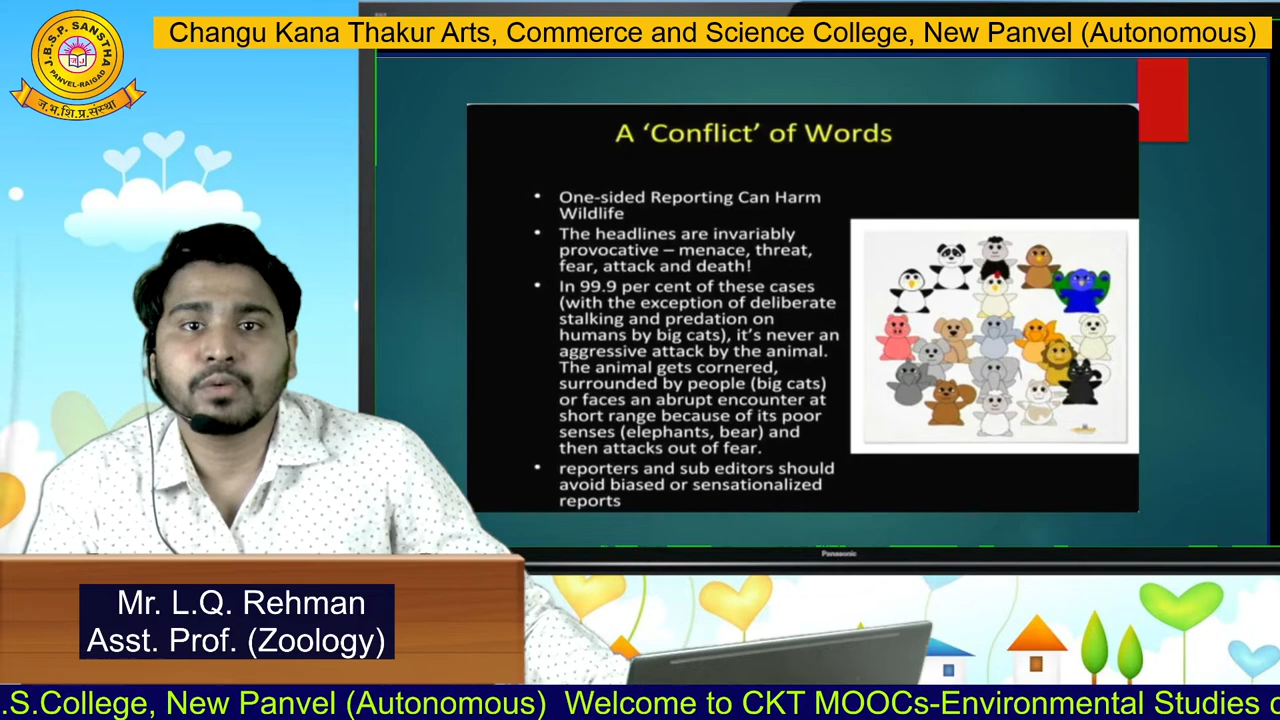 J.B.S.P. SANSTHA
PANVEL-RAIGAD
ज.भ.शि.प्र.संस्था
Changu Kana Thakur Arts, Commerce and Science College, New Panvel (Autonomous)
A ‘Conflict’ of Words
• One-sided Reporting Can Harm
Wildlife
• The headlines are invariably
provocative – menace, threat,
fear, attack and death!
• In 99.9 per cent of these cases
(with the exception of deliberate
stalking and predation on
humans by big cats), it’s never an
aggressive attack by the animal.
The animal gets cornered,
surrounded by people (big cats)
or faces an abrupt encounter at
short range because of its poor
senses (elephants, bear) and
then attacks out of fear.
• reporters and sub editors should
avoid biased or sensationalized
reports
Panasonic
Mr. L.Q. Rehman
Asst. Prof. (Zoology)
.S.College, New Panvel (Autonomous) Welcome to CKT MOOCs-Environmental Studies